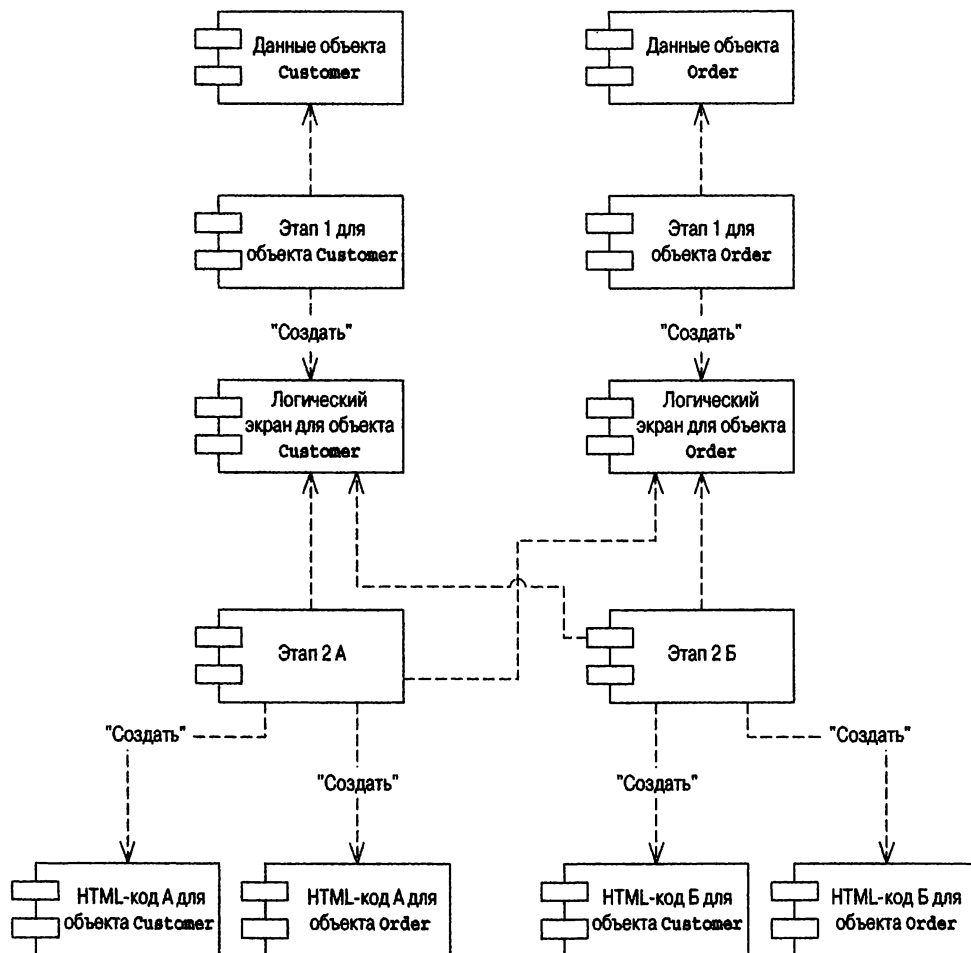 Данные объекта
Customer
Данные объекта
Order
Этап 1 для
объекта Customer
Этап 1 для
объекта Order
"Создать"
"Создать"
Логический
экран для объекта
Customer
Логический
экран для объекта
Order
Этап 2 А
Этап 2 Б
"Создать"
"Создать"
"Создать"
"Создать"
HTML-код А для
объекта Customer
HTML-код А для
объекта Order
HTML-код Б для
объекта Customer
HTML-код Б для
объекта Order